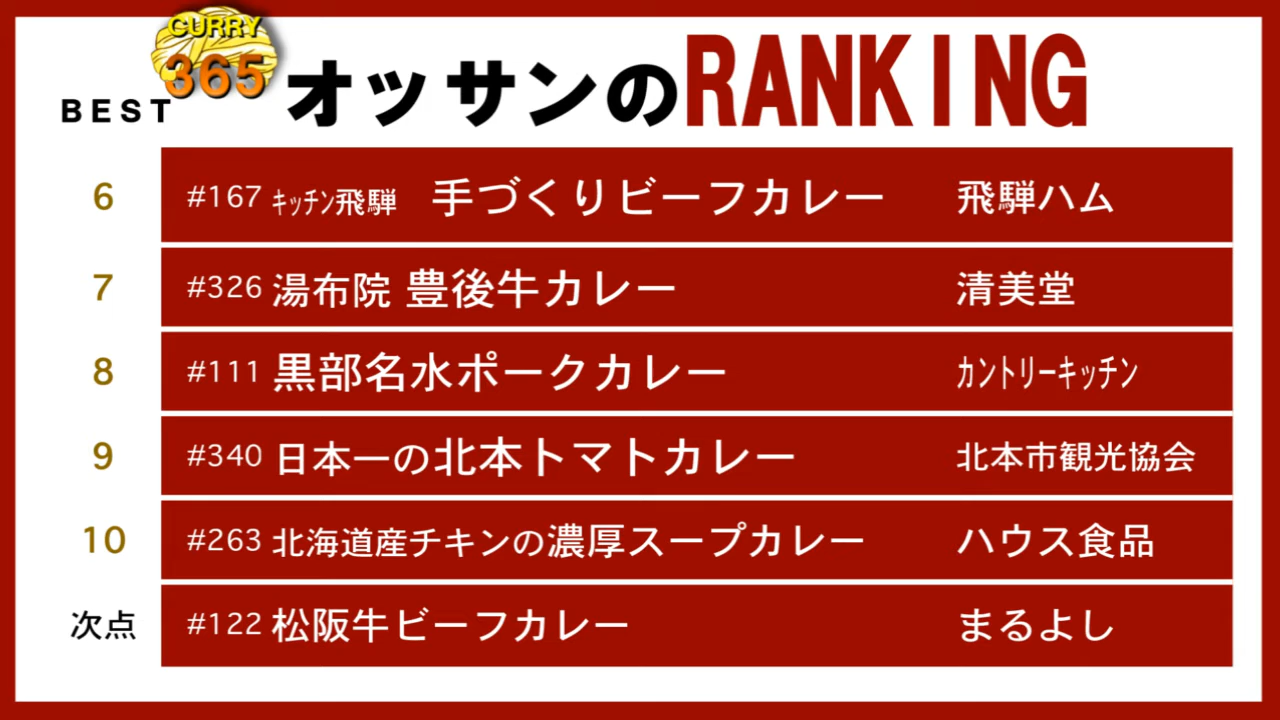 CURRY
365
BEST
オッサンのRANKING
6 #167 ｷｯﾁﾝ飛騨 手づくりビーフカレー 飛騨ハム
7 #326 湯布院 豊後牛カレー 清美堂
8 #111 黒部名水ポークカレー ｶﾝﾄﾘｰｷｯﾁﾝ
9 #340 日本一の北本トマトカレー 北本市観光協会
10 #263 北海道産チキンの濃厚スープカレー ハウス食品
次点 #122 松阪牛ビーフカレー まるよし